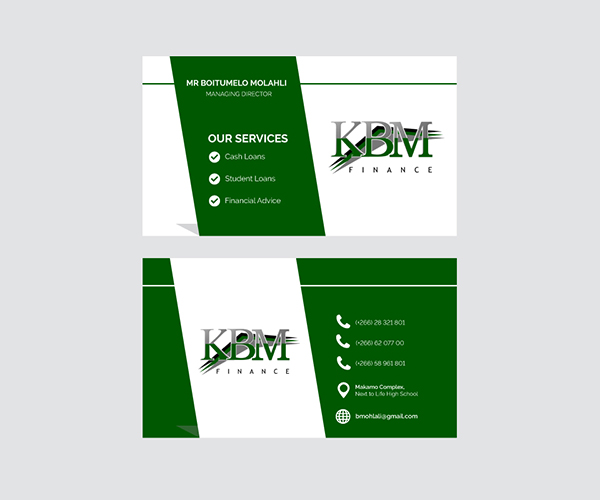 MR BOITUMELO MOLAHLI
MANAGING DIRECTOR
OUR SERVICES
Cash Loans
Student Loans
Financial Advice
KBM
FINANCE
KBM
FINANCE
(+266) 28 321 801
(+266) 62 077 00
(+266) 58 961 801
Makamo Complex,
Next to Life High School
bmohlali@gmail.com